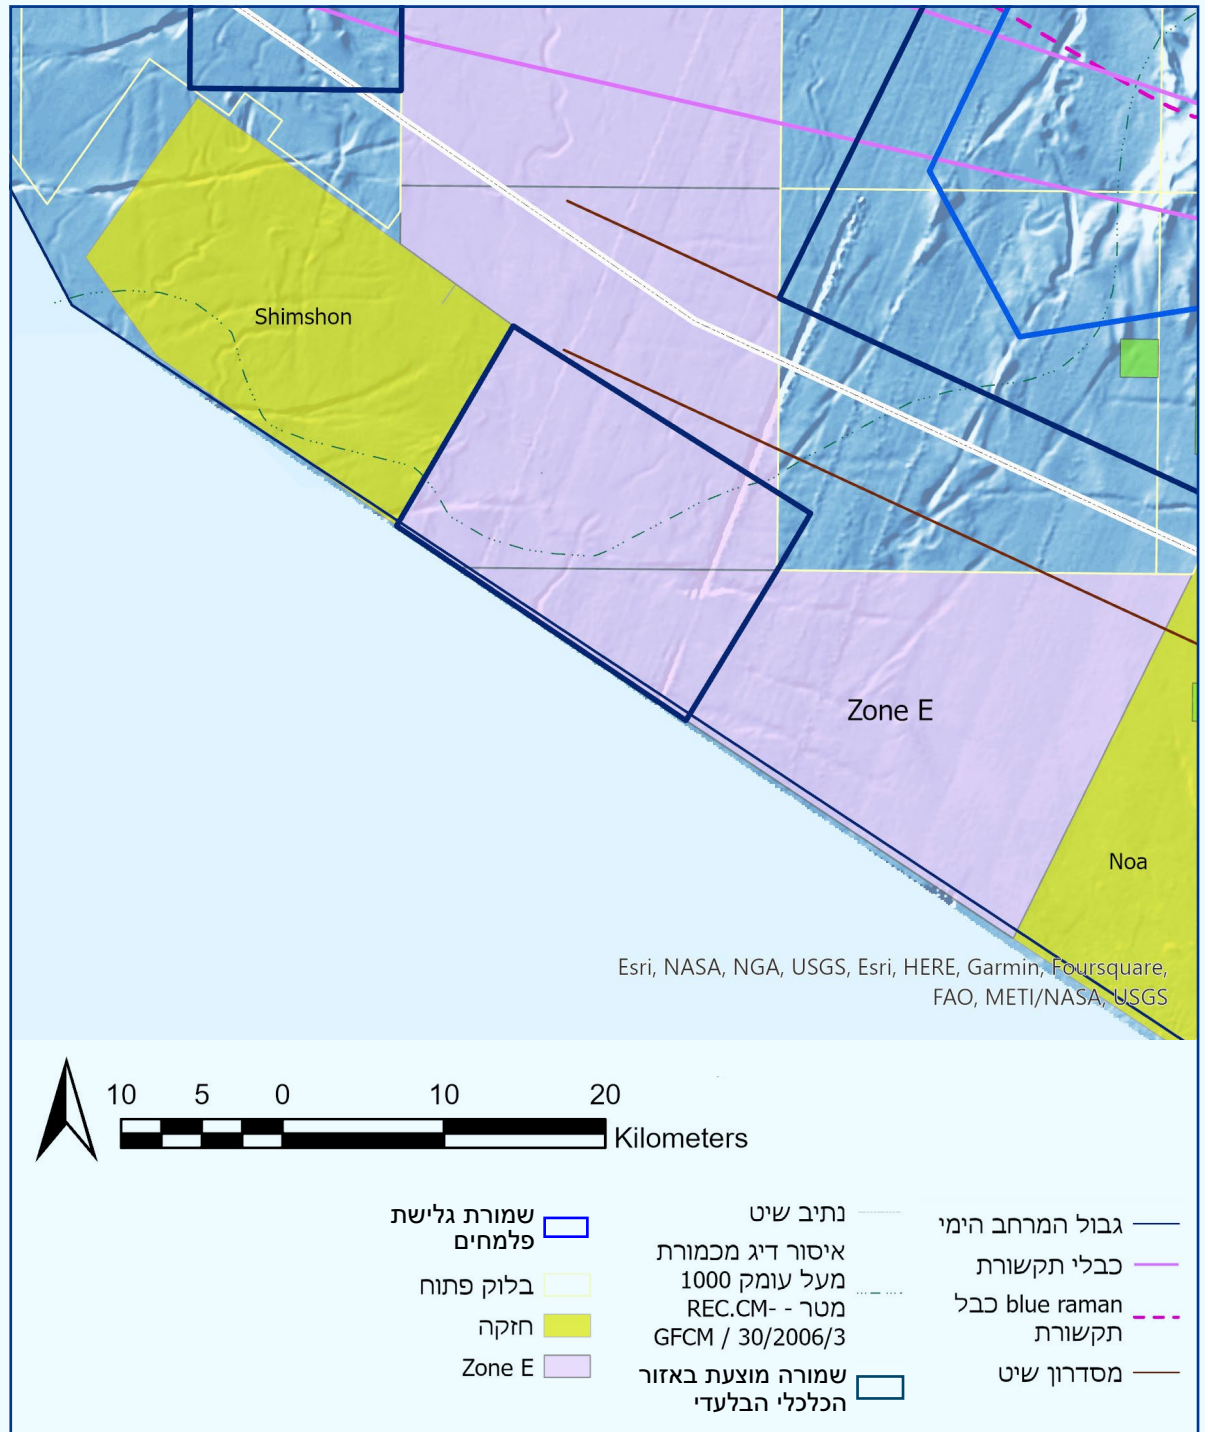 Shimshon
Zone E
Noa
Esri, NASA, NGA, USGS, Esri, HERE, Garmin, Foursquare,
FAO, METI/NASA, USGS
10 5 0 10 20
Kilometers
גבול המרחב הימי
כבלי תקשורת
blue raman כבל
תקשורת
מסדרון שיט
נתיב שיט
איסור דיג מכמורת
מעל עומק 1000
מטר - REC.CM-
GFCM / 30/2006/3
שמורה מוצעת באזור
הכלכלי הבלעדי
שמורת גלישת
פלמחים
בלוק פתוח
חזקה
Zone E